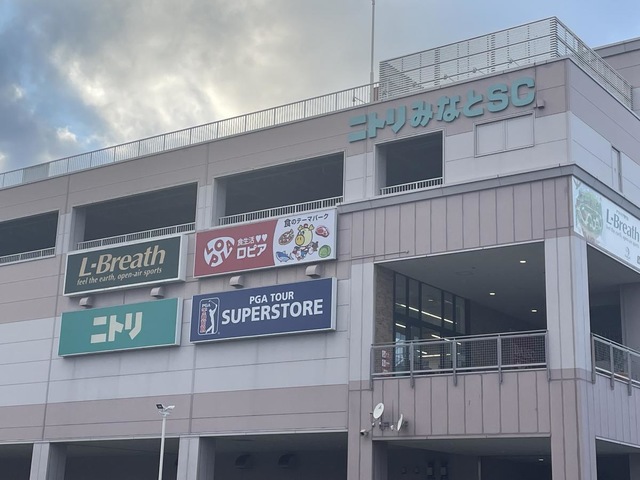 ニトリみなとSC
L-Breath
feel the earth, open-air sports
食生活♥♥
ロピア
食のテーマパーク
ニトリ
PGA TOUR
SUPERSTORE
L-Breath